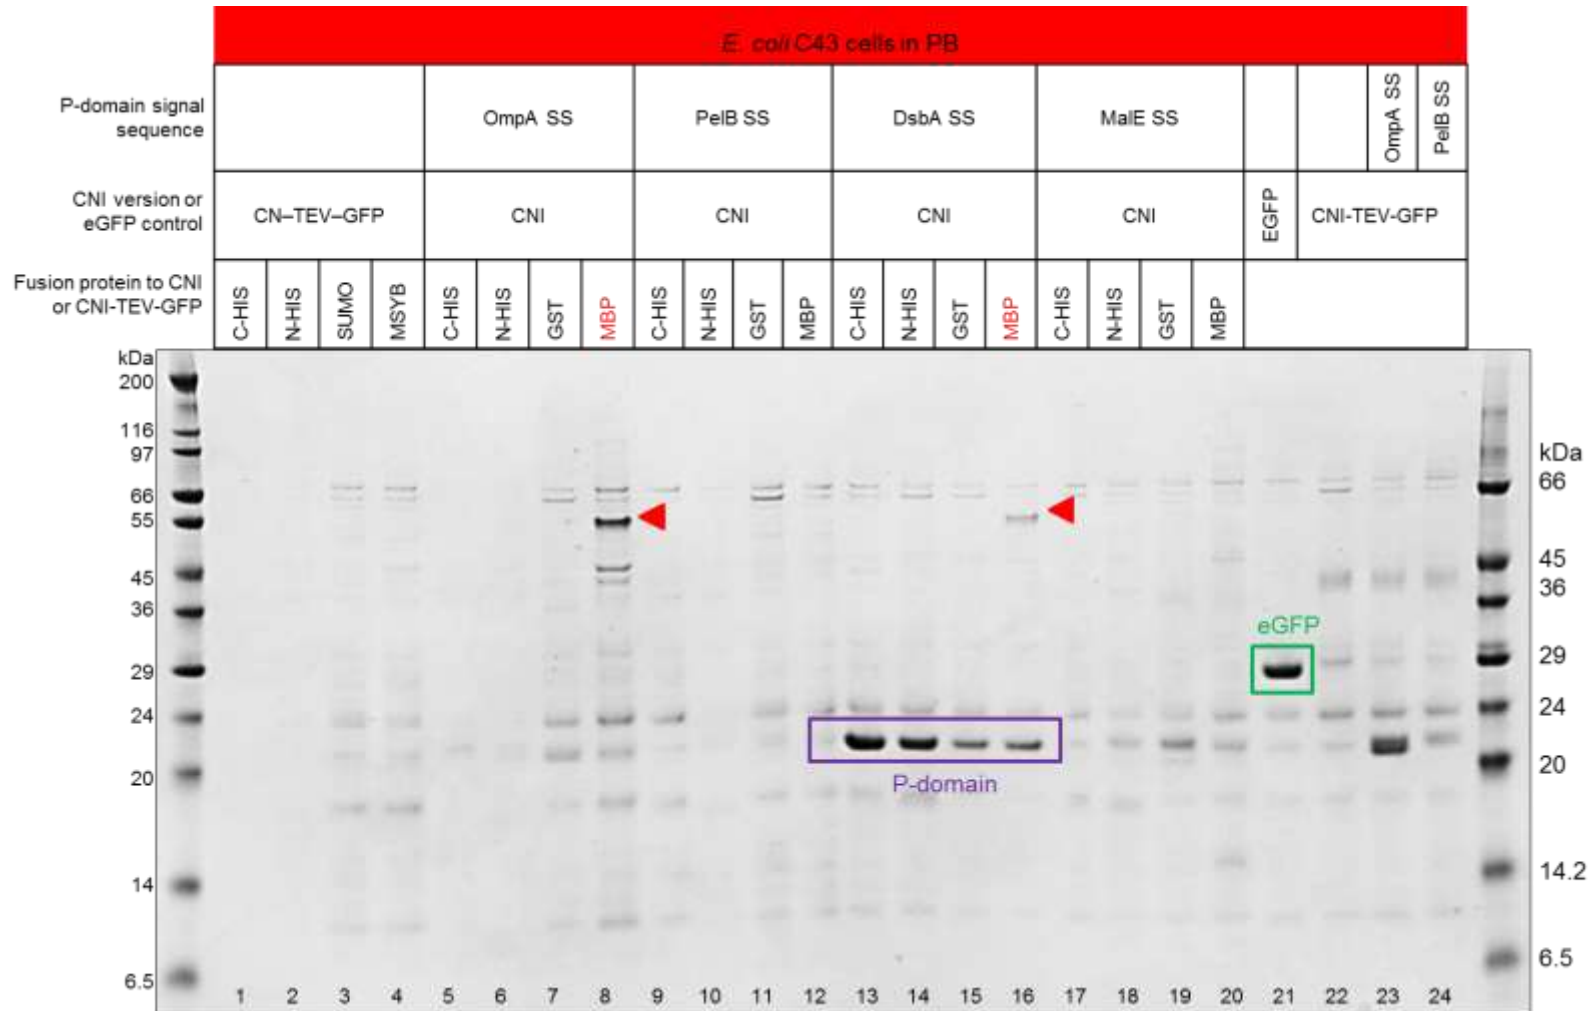 E. coli C43 cells in PB
P-domain signal
sequence
OmpA SS
PelB SS
DsbA SS
MalE SS
OmpA SS
PelB SS
CNI version or
eGFP control
CN–TEV–GFP
CNI
CNI
CNI
CNI
EGFP
CNI-TEV-GFP
Fusion protein to CNI
or CNI-TEV-GFP
C-HIS
N-HIS
SUMO
MSYB
C-HIS
N-HIS
GST
MBP
C-HIS
N-HIS
GST
MBP
C-HIS
N-HIS
GST
MBP
C-HIS
N-HIS
GST
MBP
kDa
200
116
97
66
55
45
36
29
24
20
14
6.5
kDa
66
45
36
29
24
20
14.2
6.5
eGFP
P-domain
1 2 3 4 5 6 7 8 9 10 11 12 13 14 15 16 17 18 19 20 21 22 23 24